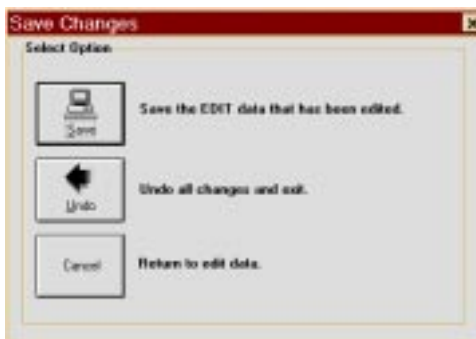 Save Changes
Select Option
Save
Save the EDIT data that has been edited.
Undo
Undo all changes and exit.
Cancel
Return to edit data.